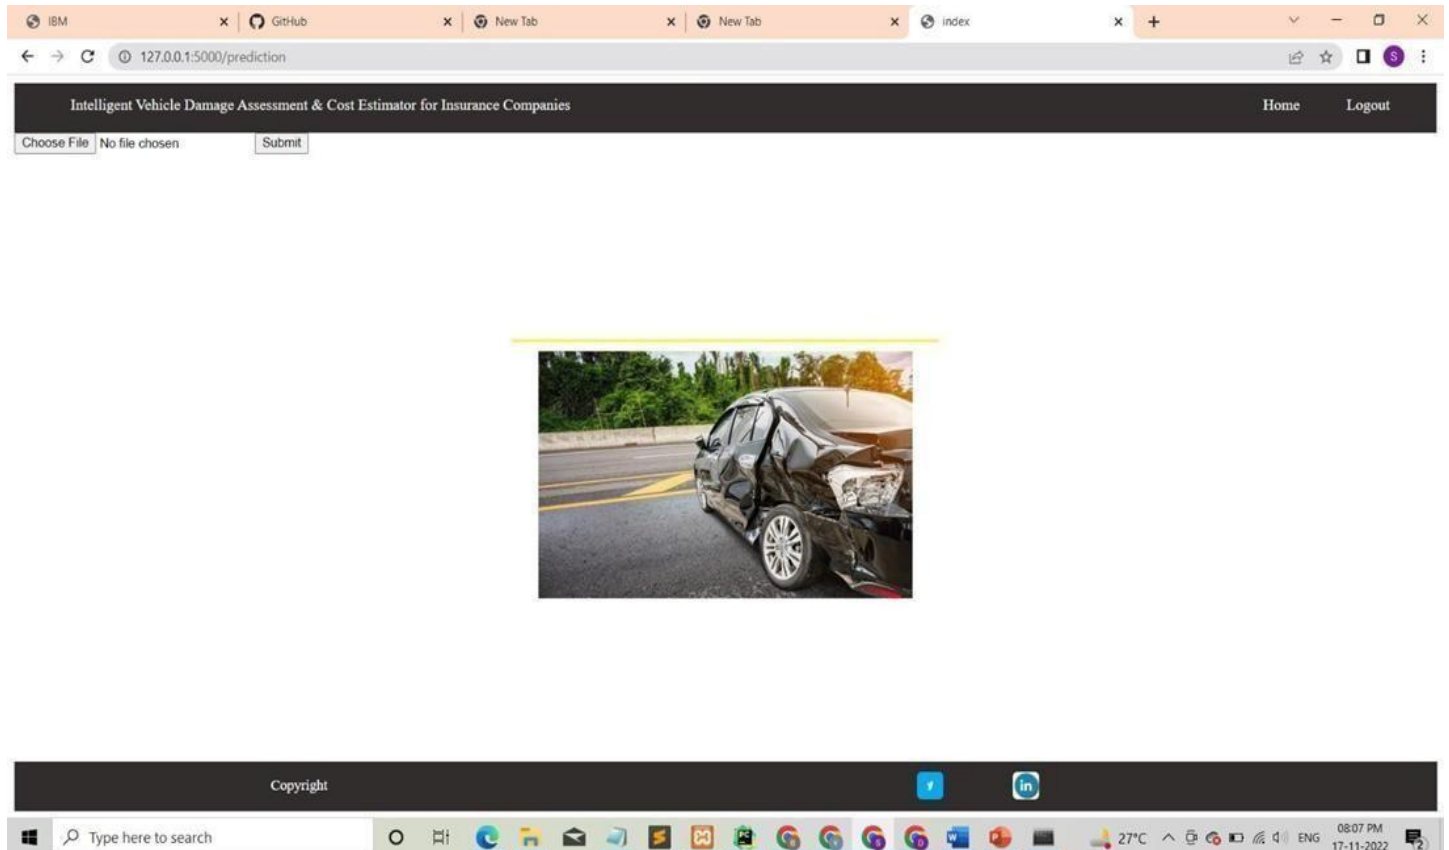 IBM
GitHub
New Tab
New Tab
index
127.0.0.1:5000/prediction
S
Intelligent Vehicle Damage Assessment & Cost Estimator for Insurance Companies
Home
Logout
Choose File No file chosen
Submit
Copyright
in
Type here to search
27°C
ENG
08:07 PM
17-11-2022
2